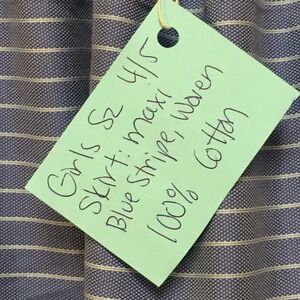 Girls Sz 4/5
Skirt: maxi
Blue Stripe, Woven
100% Cotton